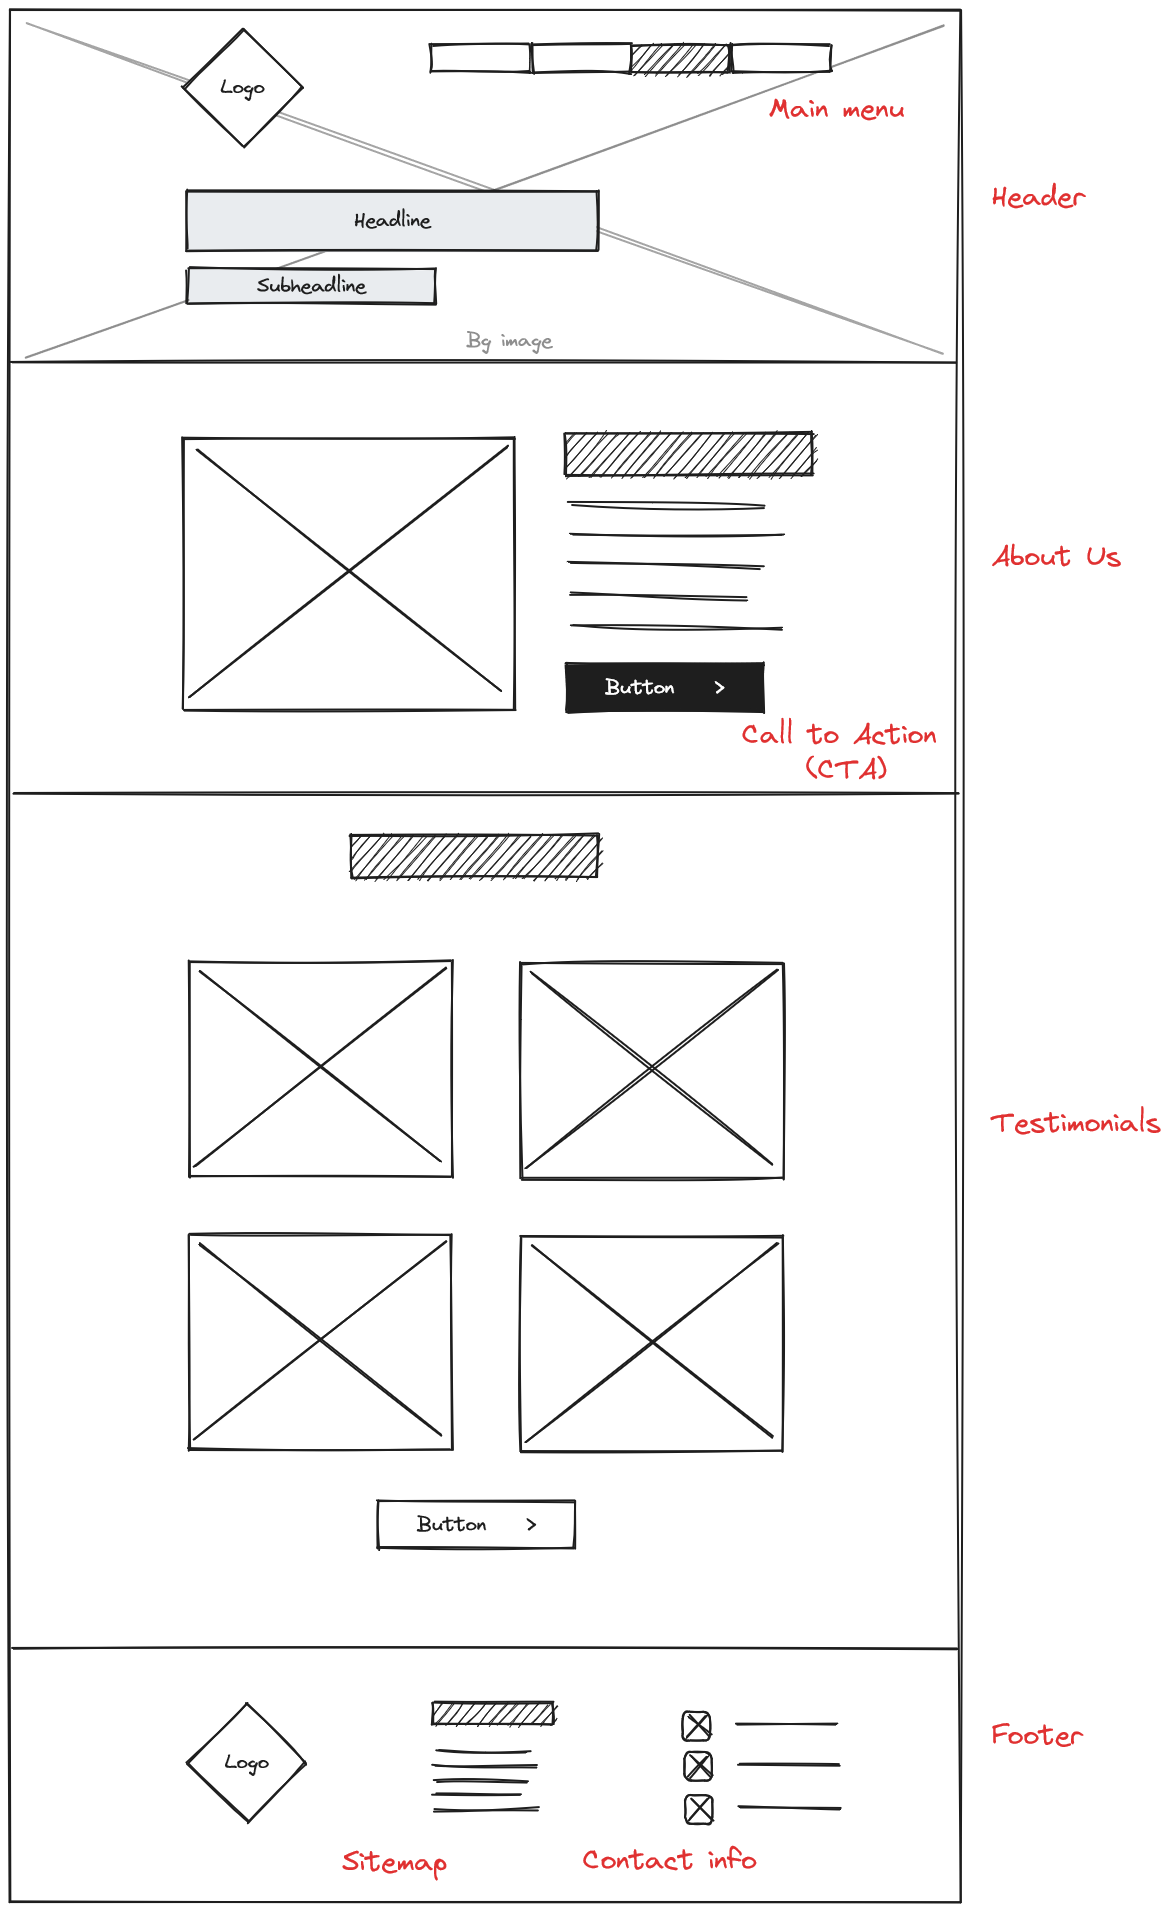 Logo
Main menu
Header
Headline
Subheadline
Bg image
About Us
Button >
Call to Action
(CTA)
Testimonials
Button >
Footer
Logo
Sitemap
Contact info